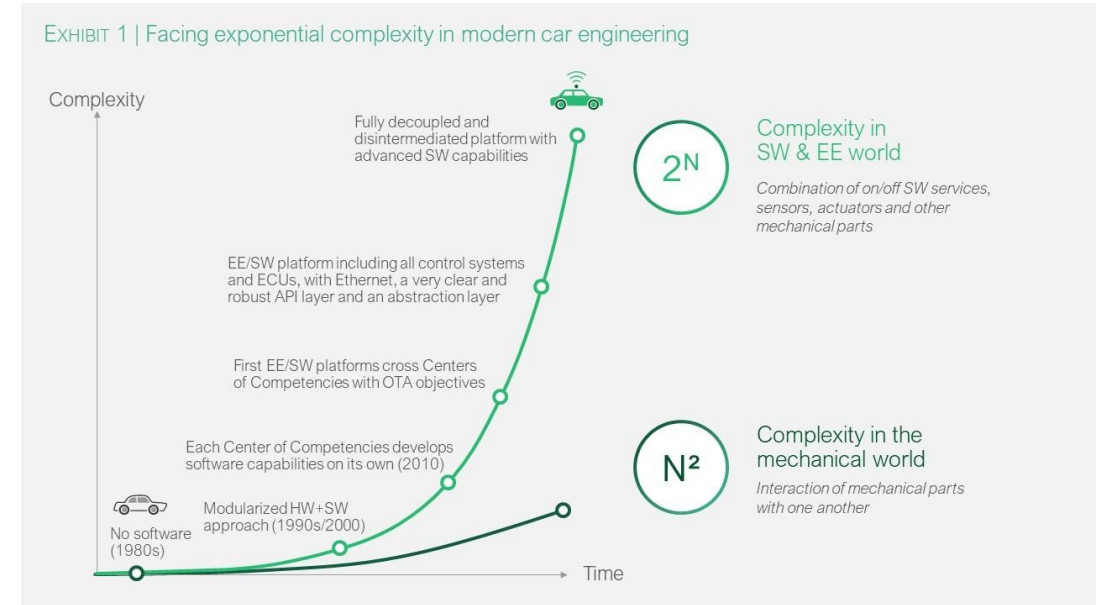 EXHIBIT 1 | Facing exponential complexity in modern car engineering
Complexity
Fully decoupled and
disintermediated platform with
advanced SW capabilities
EE/SW platform including all control systems
and ECUs, with Ethernet, a very clear and
robust API layer and an abstraction layer
First EE/SW platforms cross Centers
of Competencies with OTA objectives
Each Center of Competencies develops
software capabilities on its own (2010)
Modularized HW+SW
approach (1990s/2000)
No software
(1980s)
Time
2ᴺ
Complexity in
SW & EE world
Combination of on/off SW services,
sensors, actuators and other
mechanical parts
N²
Complexity in the
mechanical world
Interaction of mechanical parts
with one another